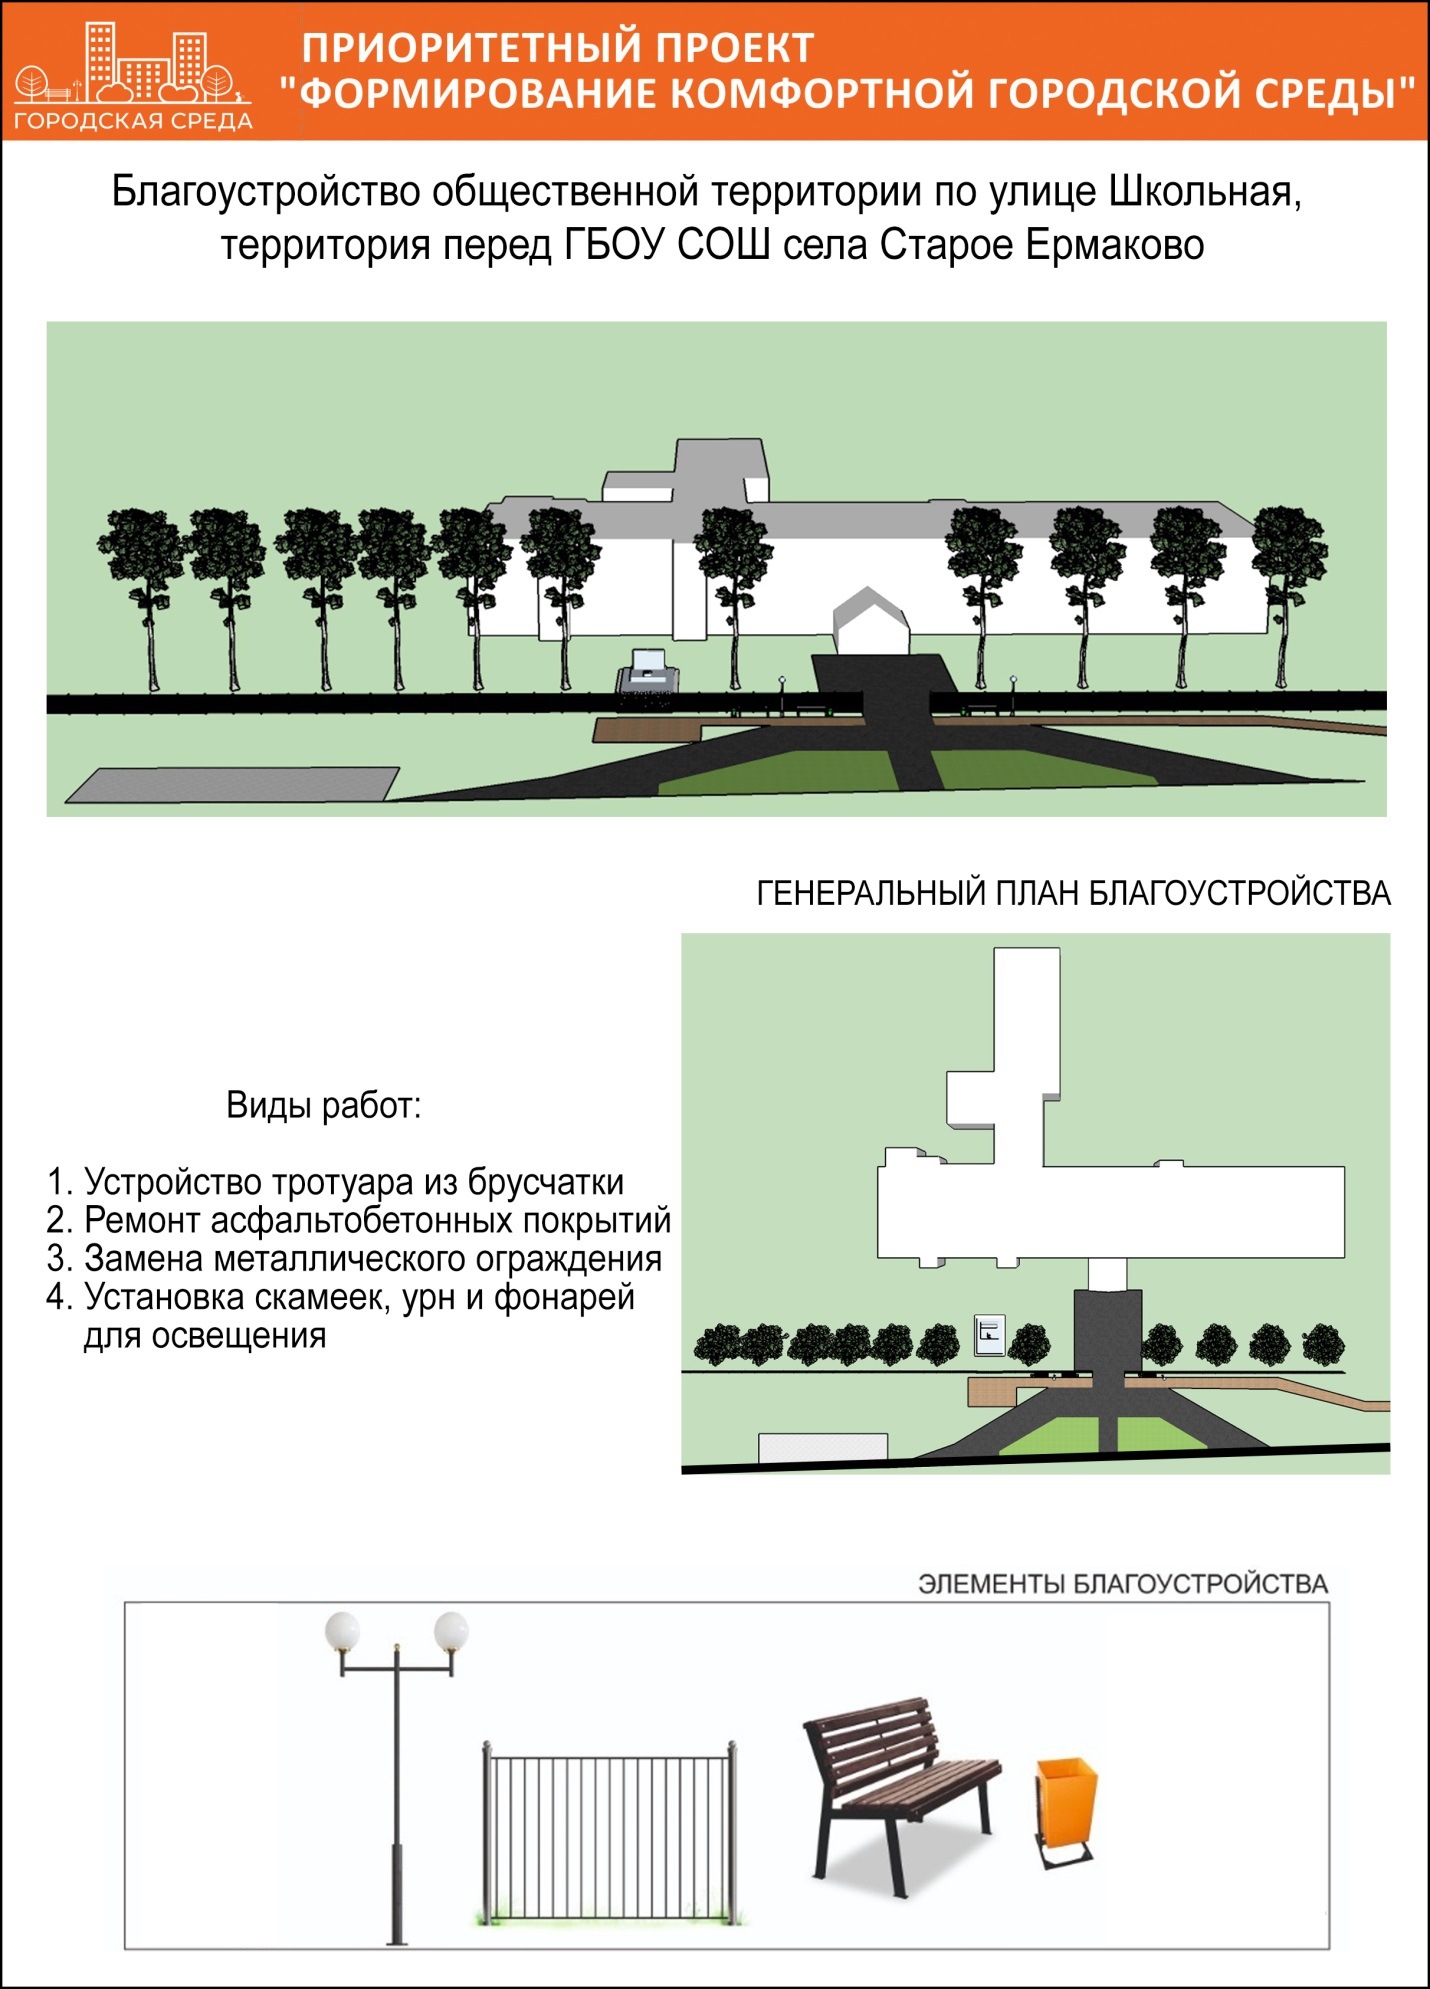 ПРИОРИТЕТНЫЙ ПРОЕКТ
"ФОРМИРОВАНИЕ КОМФОРТНОЙ ГОРОДСКОЙ СРЕДЫ"
ГОРОДСКАЯ СРЕДА
Благоустройство общественной территории по улице Школьная,
территория перед ГБОУ СОШ села Старое Ермаково
ГЕНЕРАЛЬНЫЙ ПЛАН БЛАГОУСТРОЙСТВА
Виды работ:
1. Устройство тротуара из брусчатки
2. Ремонт асфальтобетонных покрытий
3. Замена металлического ограждения
4. Установка скамеек, урн и фонарей
для освещения
ЭЛЕМЕНТЫ БЛАГОУСТРОЙСТВА